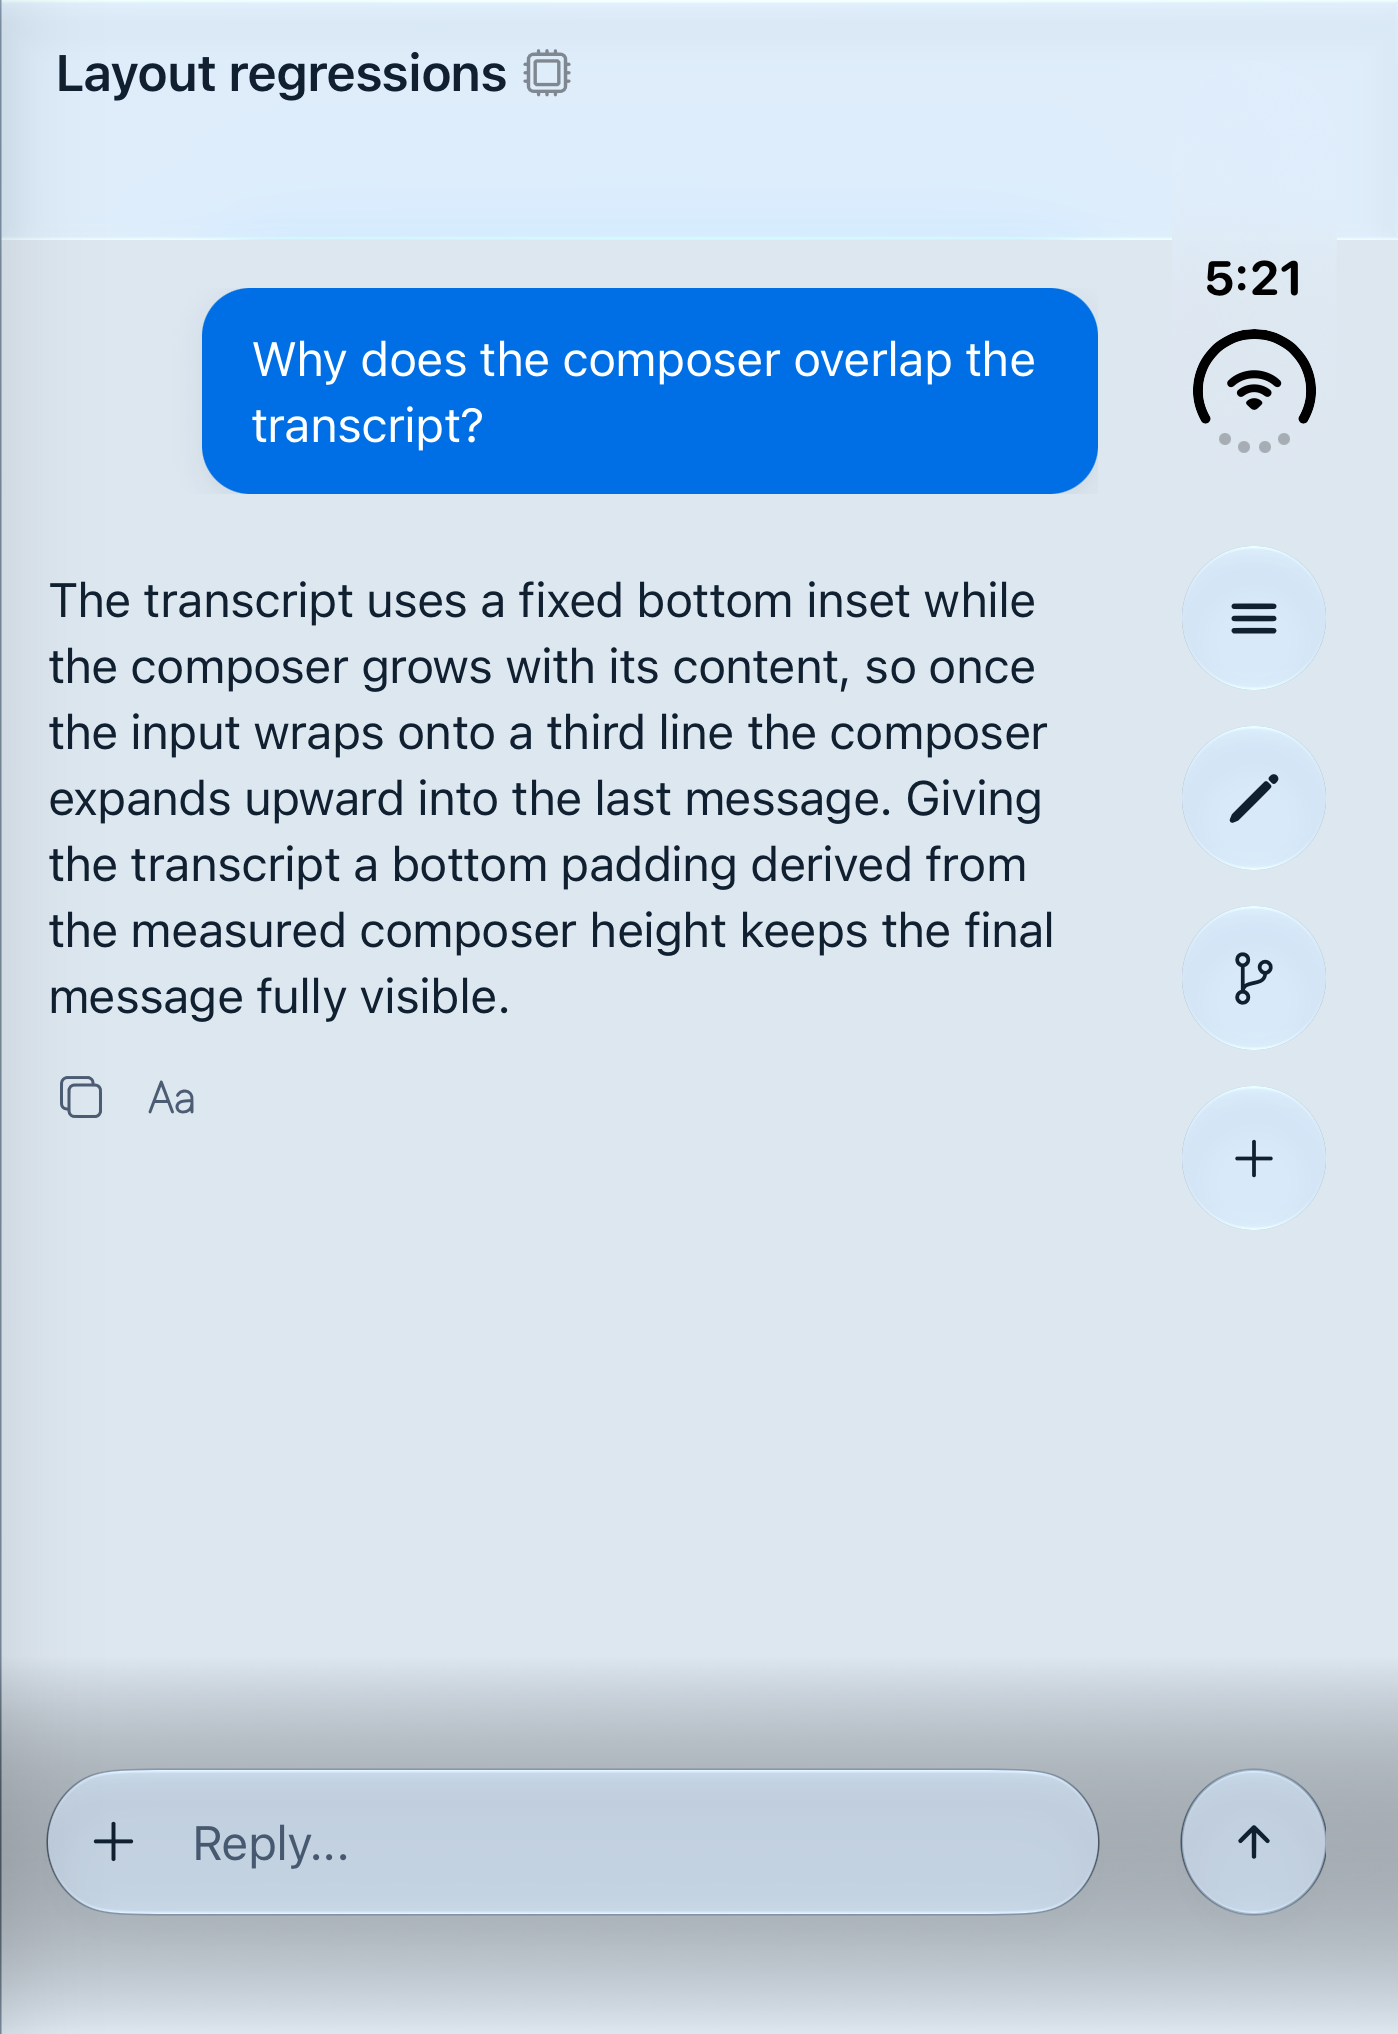 Layout regressions
5:21
Why does the composer overlap the
transcript?
The transcript uses a fixed bottom inset while
the composer grows with its content, so once
the input wraps onto a third line the composer
expands upward into the last message. Giving
the transcript a bottom padding derived from
the measured composer height keeps the final
message fully visible.
Aa
Reply...